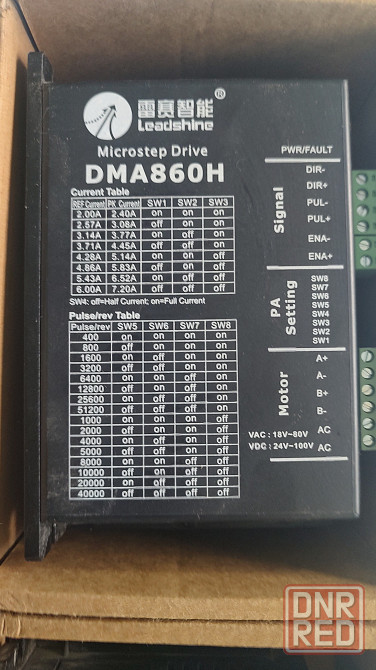 雷赛智能®
Leadshine
Microstep Drive
DMA860H
Current Table
REF Current PK Current SW1 SW2 SW3
2.00A 2.40A on on on
2.57A 3.08A off on on
3.14A 3.77A on off on
3.71A 4.45A off off on
4.28A 5.14A on on off
4.86A 5.83A off on off
5.43A 6.52A on off off
6.00A 7.20A off off off
SW4: off=Half Current; on=Full Current
Pulse/rev Table
Pulse/rev SW5 SW6 SW7 SW8
400 on on on on
800 off on on on
1600 on off on on
3200 off off on on
6400 on on off on
12800 off on off on
25600 on off off on
51200 off off off on
1000 on on on off
2000 off on on off
4000 on off on off
5000 off off on off
8000 on on off off
10000 off on off off
20000 on off off off
40000 off off off off
PWR/FAULT
Signal
DIR-
DIR+
PUL-
PUL+
ENA-
ENA+
PA Setting
SW8
SW7
SW6
SW5
SW4
SW3
SW2
SW1
Motor
A+
A-
B+
B-
VAC: 18V~80V AC
VDC: 24V~100V AC
DNR
RED